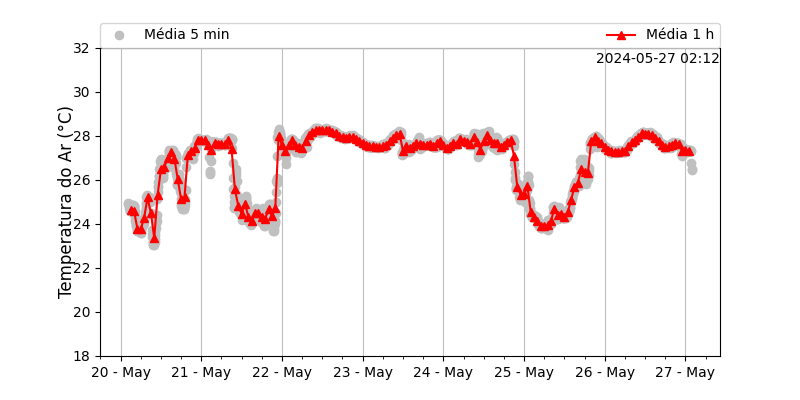 Média 5 min
Média 1 h
2024-05-27 02:12
Temperatura do Ar (°C)
32
30
28
26
24
22
20
18
20 - May
21 - May
22 - May
23 - May
24 - May
25 - May
26 - May
27 - May